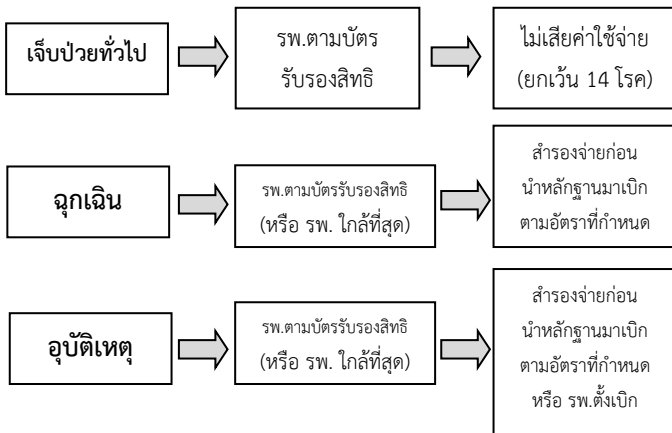 เจ็บป่วยทั่วไป
รพ.ตามบัตร
รับรองสิทธิ
ไม่เสียค่าใช้จ่าย
(ยกเว้น 14 โรค)
ฉุกเฉิน
รพ.ตามบัตรรับรองสิทธิ
(หรือ รพ. ใกล้ที่สุด)
สำรองจ่ายก่อน
นำหลักฐานมาเบิก
ตามอัตราที่กำหนด
อุบัติเหตุ
รพ.ตามบัตรรับรองสิทธิ
(หรือ รพ. ใกล้ที่สุด)
สำรองจ่ายก่อน
นำหลักฐานมาเบิก
ตามอัตราที่กำหนด
หรือ รพ.ตั้งเบิก